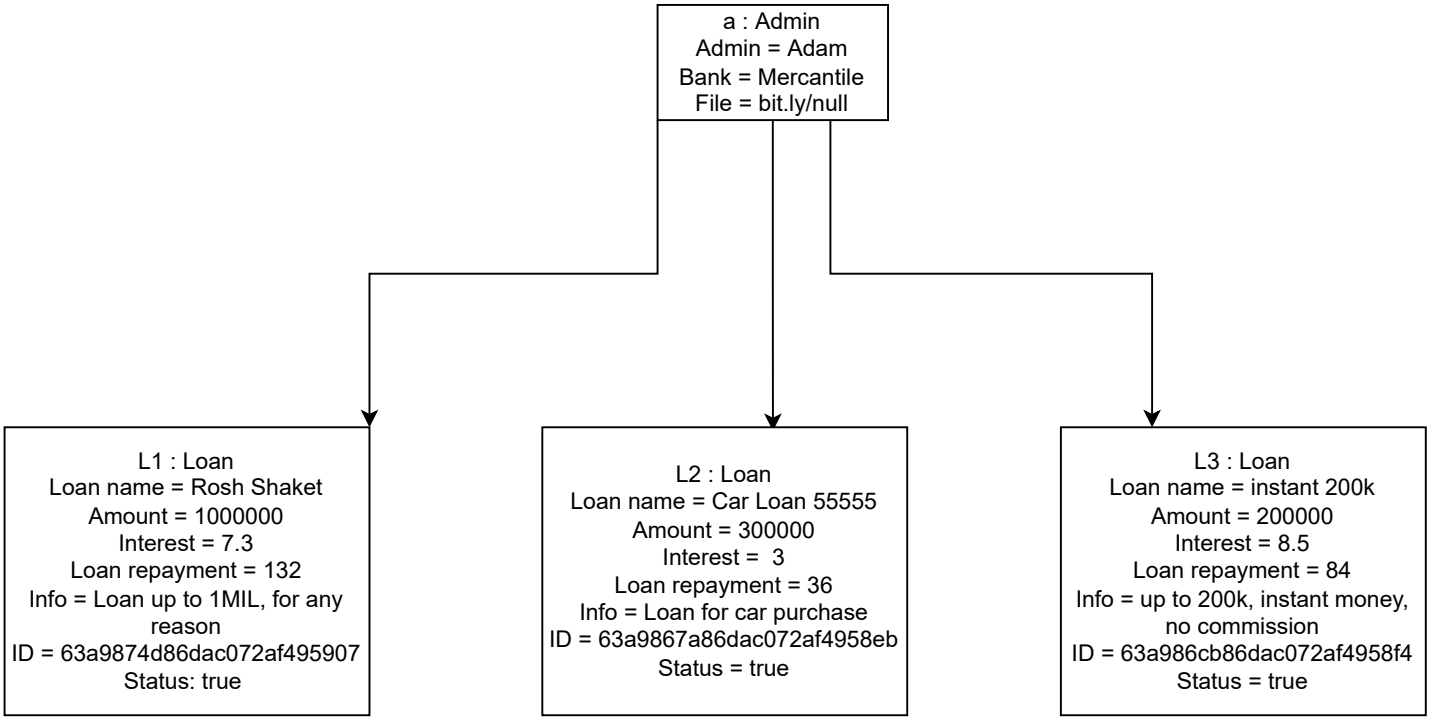 a : Admin
Admin = Adam
Bank = Mercantile
File = bit.ly/null
L1 : Loan
Loan name = Rosh Shaket
Amount = 1000000
Interest = 7.3
Loan repayment = 132
Info = Loan up to 1MIL, for any
reason
ID = 63a9874d86dac072af495907
Status: true
L2 : Loan
Loan name = Car Loan 55555
Amount = 300000
Interest =  3
Loan repayment = 36
Info = Loan for car purchase
ID = 63a9867a86dac072af4958eb
Status = true
L3 : Loan
Loan name = instant 200k
Amount = 200000
Interest = 8.5
Loan repayment = 84
Info = up to 200k, instant money,
no commission
ID = 63a986cb86dac072af4958f4
Status = true